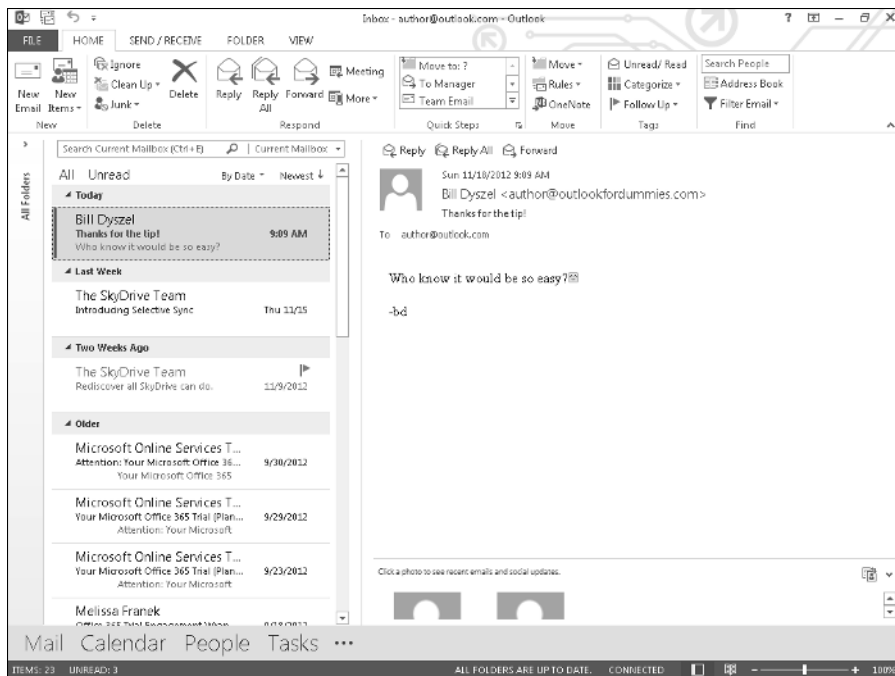 Inbox - author@outlook.com - Outlook
FILE HOME SEND / RECEIVE FOLDER VIEW
New Email
New Items
Ignore
Clean Up
Junk
Delete
Reply
Reply All
Forward
Meeting
More
Move to: ?
To Manager
Team Email
Move
Rules
OneNote
Unread/ Read
Categorize
Follow Up
Search People
Address Book
Filter Email
New Delete Respond Quick Steps Move Tags Find
All Folders
Search Current Mailbox (Ctrl+E) Current Mailbox
All Unread By Date Newest
Today
Bill Dyszel
Thanks for the tip! 9:09 AM
Who know it would be so easy?
Last Week
The SkyDrive Team
Introducing Selective Sync Thu 11/15
Two Weeks Ago
The SkyDrive Team
Rediscover all SkyDrive can do. 11/9/2012
Older
Microsoft Online Services T...
Attention: Your Microsoft Office 36... 9/30/2012
Your Microsoft Office 365
Microsoft Online Services T...
Your Microsoft Office 365 Trial (Plan... 9/29/2012
Attention: Your Microsoft
Microsoft Online Services T...
Your Microsoft Office 365 Trial (Plan... 9/23/2012
Attention: Your Microsoft
Melissa Franek
Office 365 Trial Engagement
Reply Reply All Forward
Sun 11/18/2012 9:09 AM
Bill Dyszel <author@outlookfordummies.com>
Thanks for the tip!
To author@outlook.com
Who know it would be so easy?
-bd
Click a photo to see recent emails and social updates.
Mail Calendar People Tasks
ITEMS: 23 UNREAD: 3 ALL FOLDERS ARE UP TO DATE. CONNECTED 100%